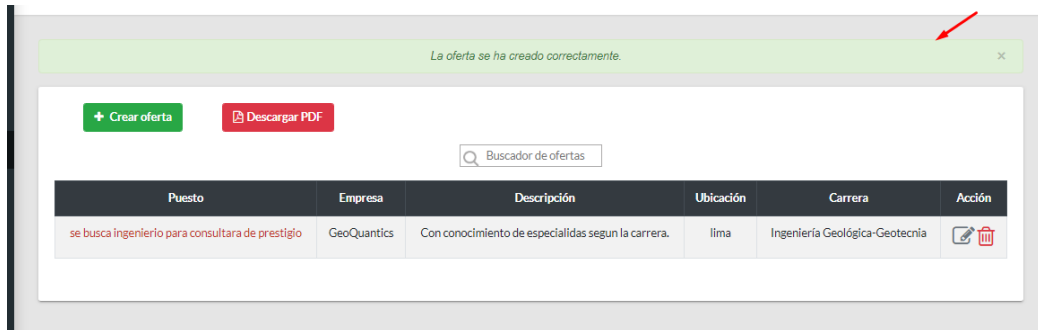 La oferta se ha creado correctamente. ×
+ Crear oferta Descargar PDF
Buscador de ofertas
Puesto Empresa Descripción Ubicación Carrera Acción
se busca ingenierio para consultara de prestigio GeoQuantics Con conocimiento de especialidas segun la carrera. lima Ingeniería Geológica-Geotecnia